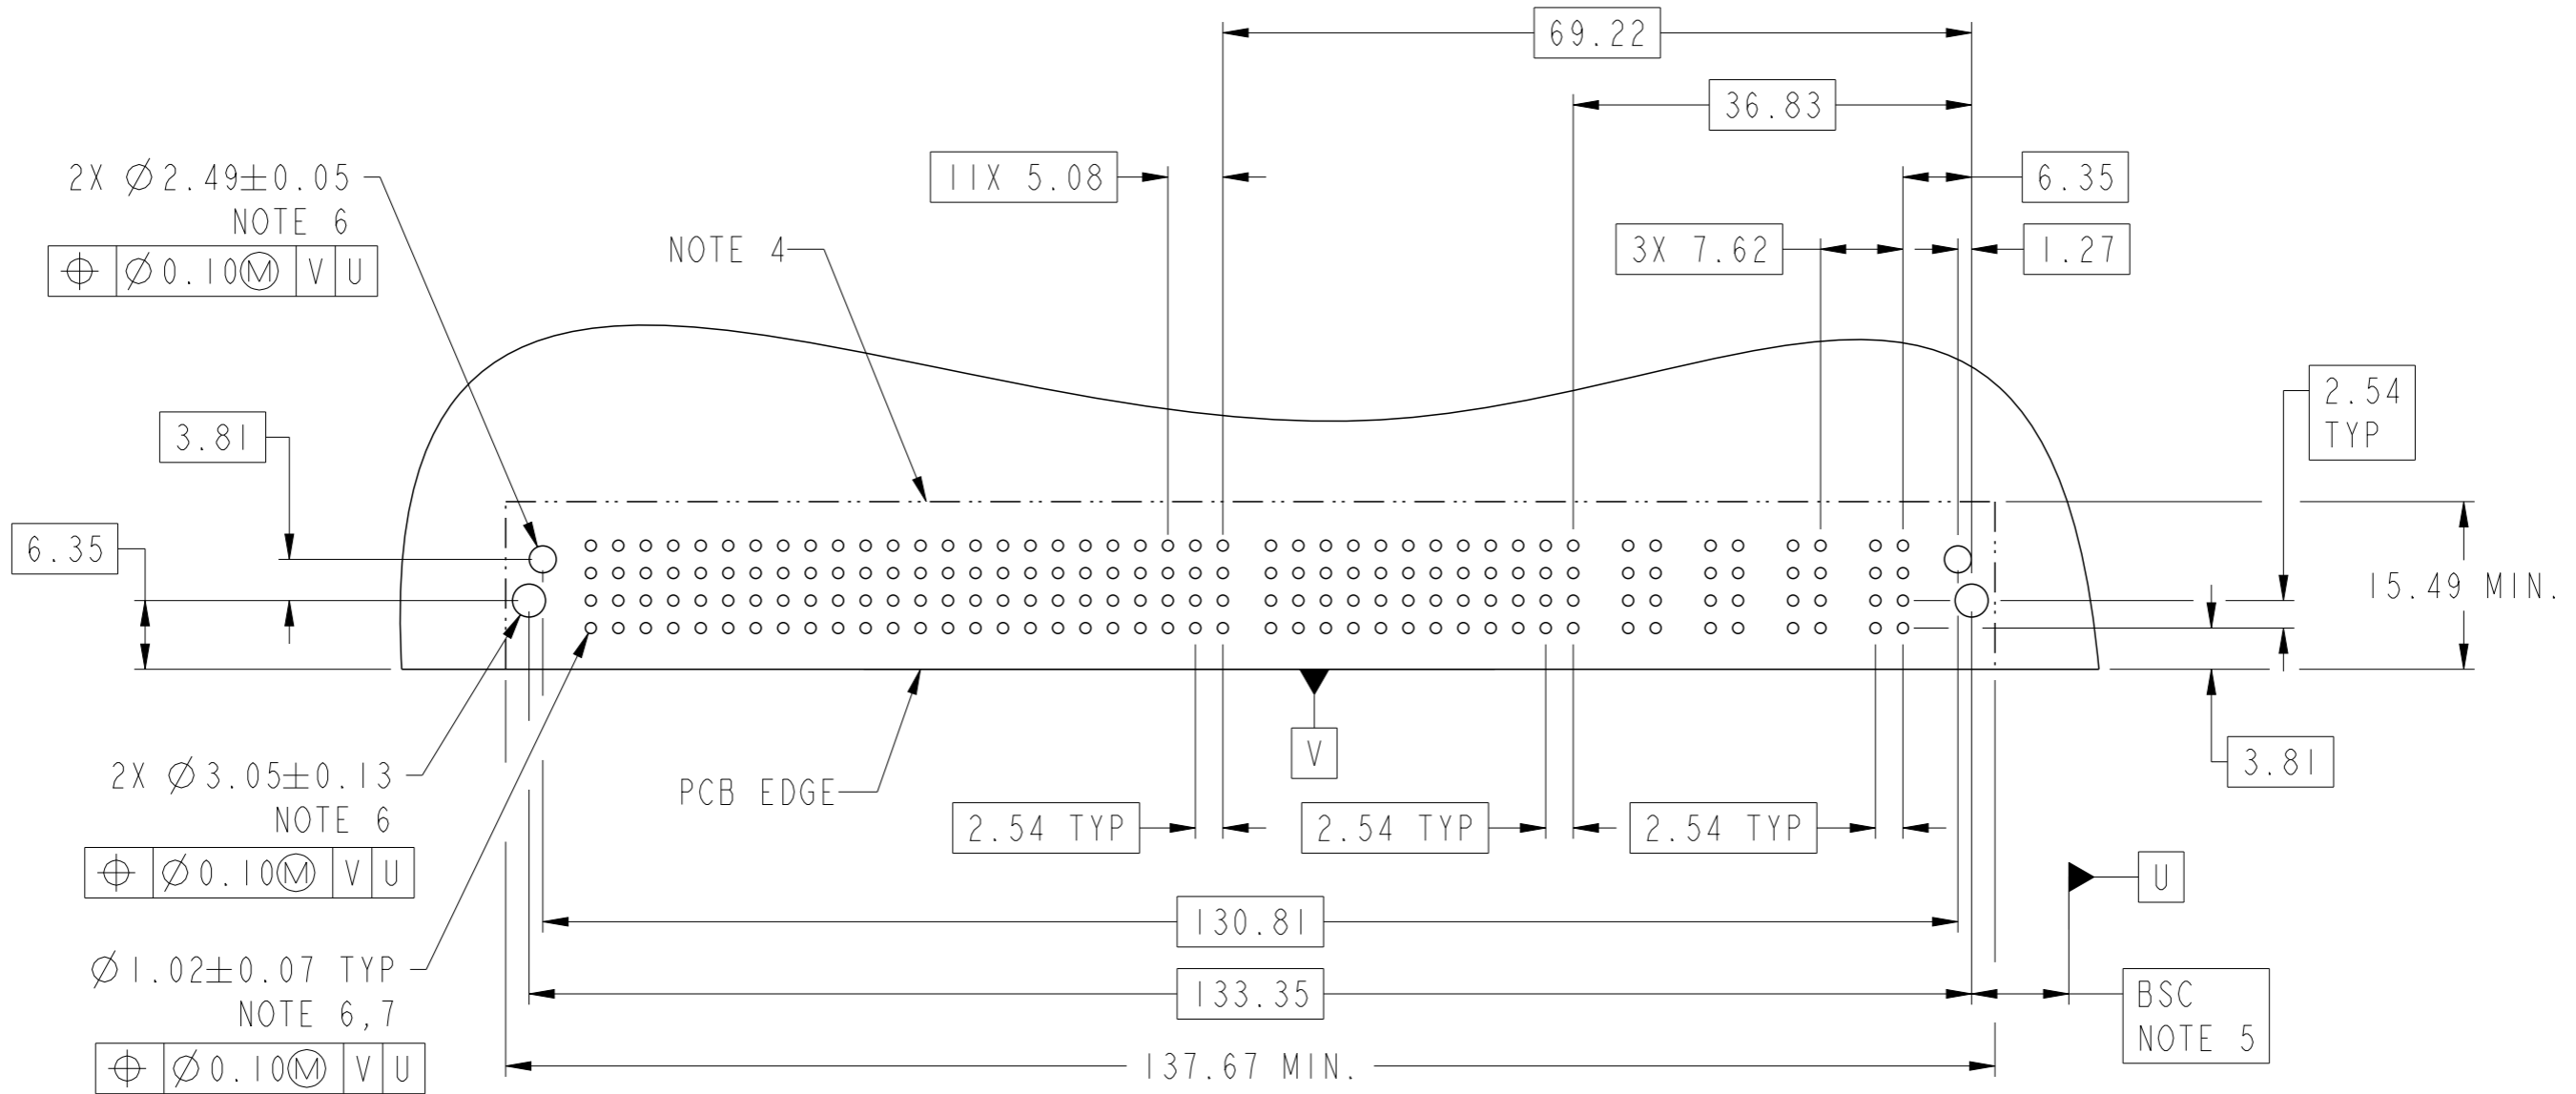 69.22
36.83
11X 5.08
6.35
2X ⌀2.49±0.05
NOTE 6
⌖ ⌀0.10Ⓜ V U
NOTE 4
3X 7.62
1.27
2.54
TYP
3.81
6.35
15.49 MIN.
V
3.81
2X ⌀3.05±0.13
NOTE 6
⌖ ⌀0.10Ⓜ V U
PCB EDGE
2.54 TYP
2.54 TYP
2.54 TYP
U
130.81
⌀1.02±0.07 TYP
NOTE 6,7
⌖ ⌀0.10Ⓜ V U
133.35
BSC
NOTE 5
137.67 MIN.